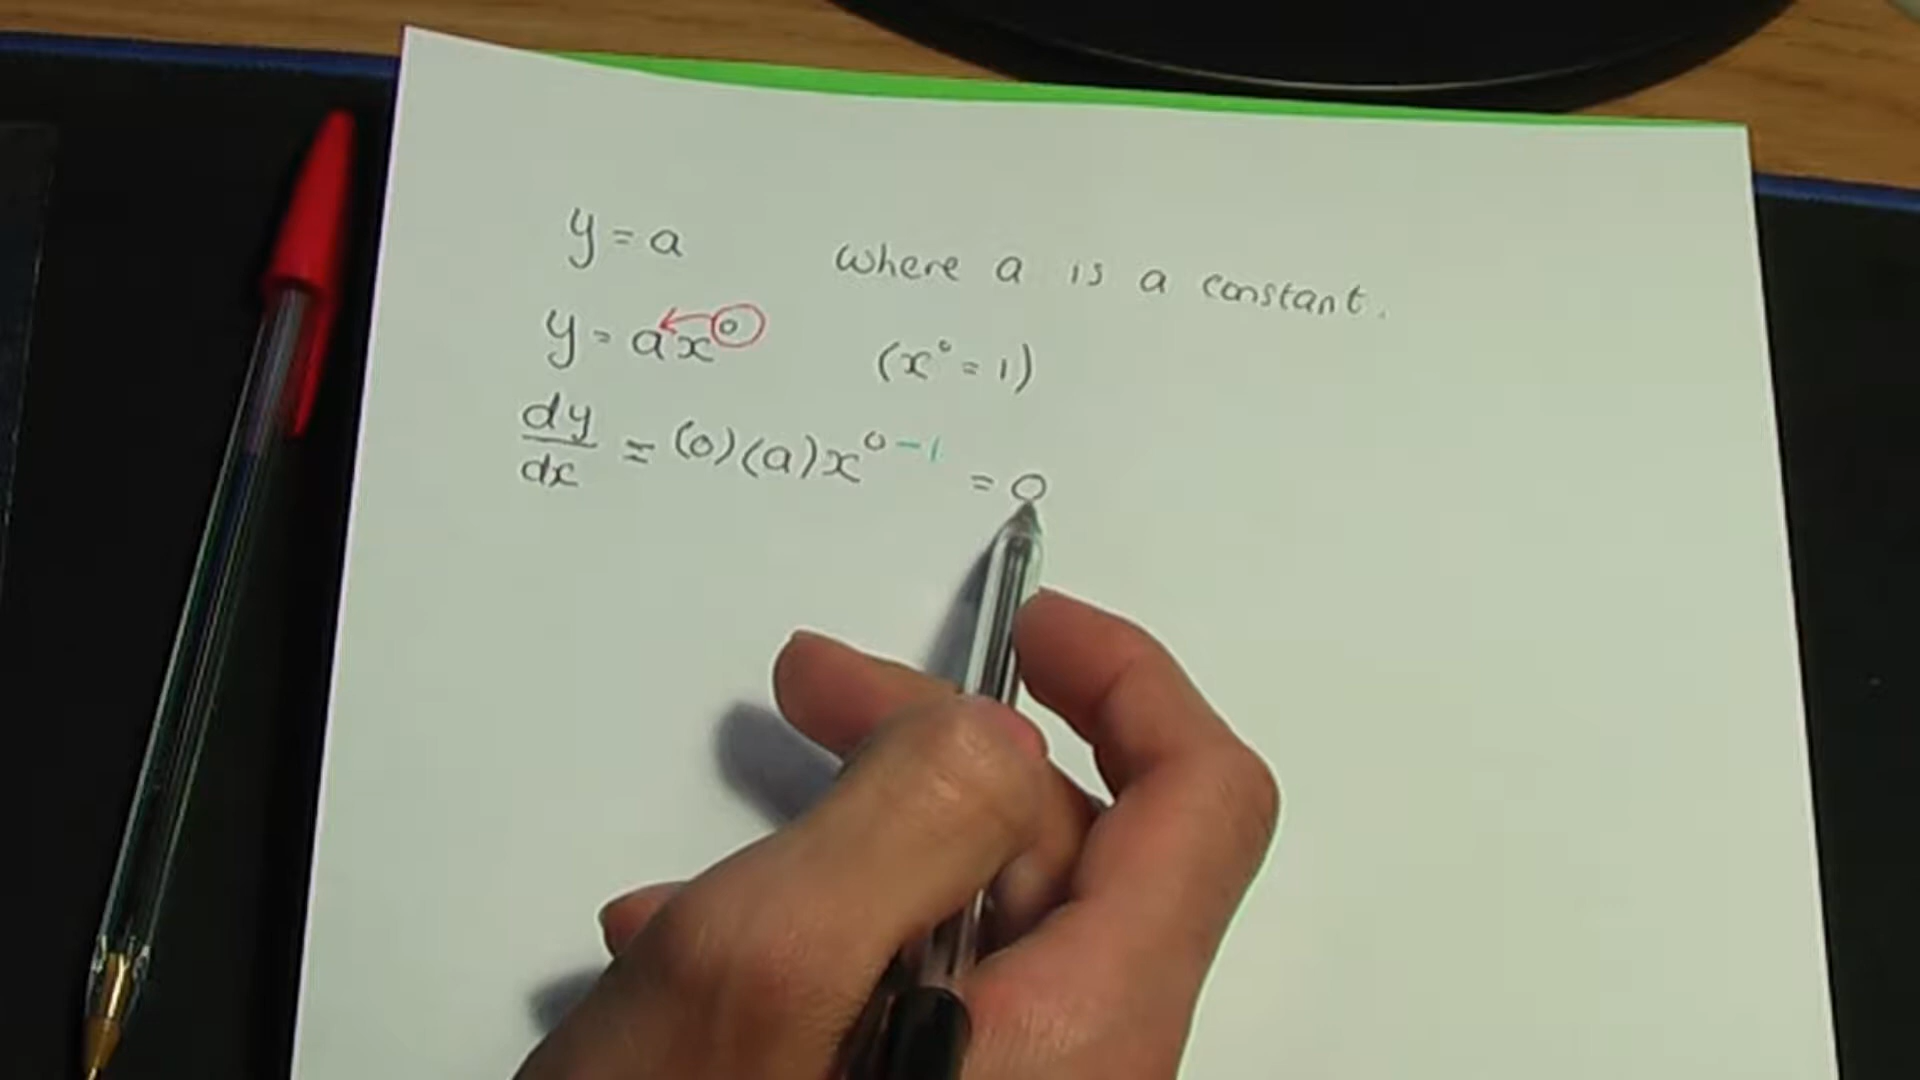 y = a where a is a constant.
y = ax⁰ (x⁰ = 1)
dy/dx = (0)(a)x⁰⁻¹ = 0